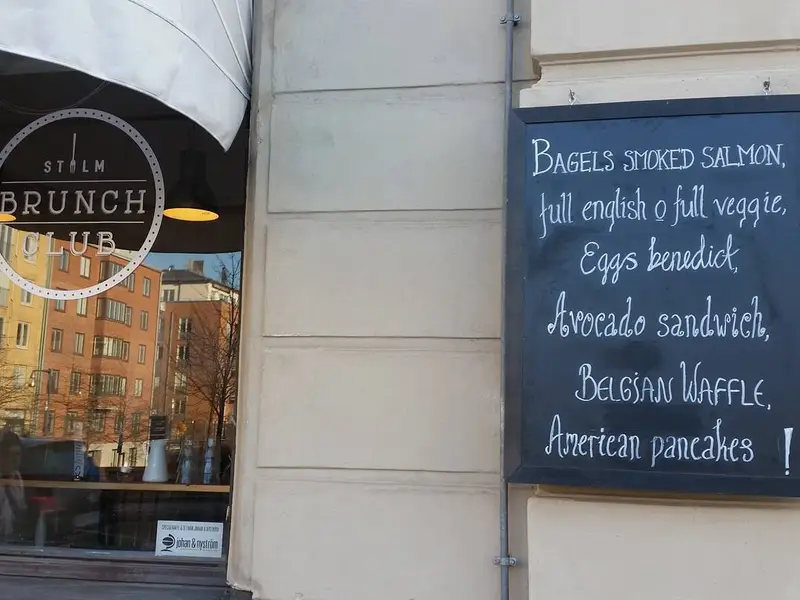 STHLM
BRUNCH
CLUB
johan & nyström
BAGELS SMOKED SALMON,
full english o full veggie,
Eggs benedict,
Avocado sandwich,
BELGIAN WAFFLE,
American pancakes !